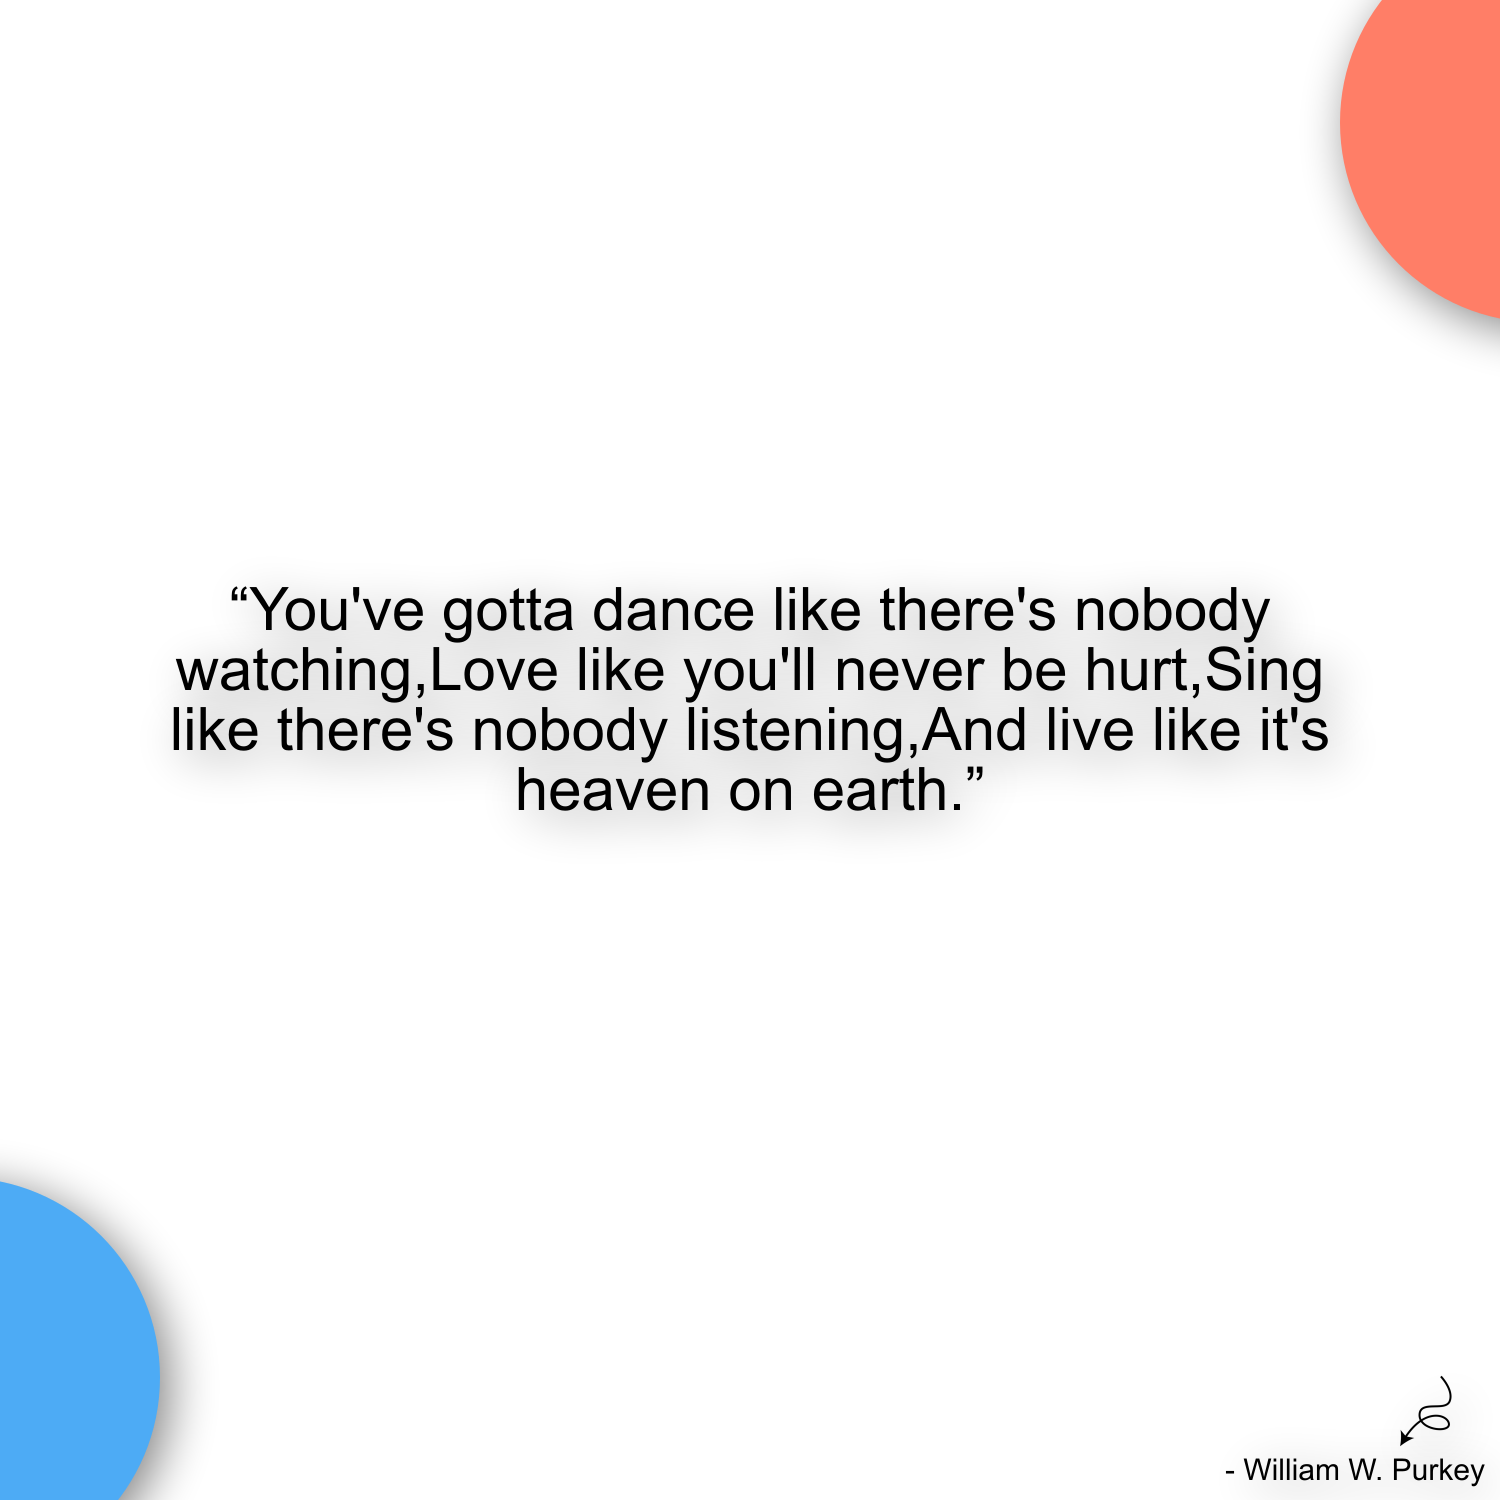 “You've gotta dance like there's nobody
watching,Love like you'll never be hurt,Sing
like there's nobody listening,And live like it's
heaven on earth.”
- William W. Purkey